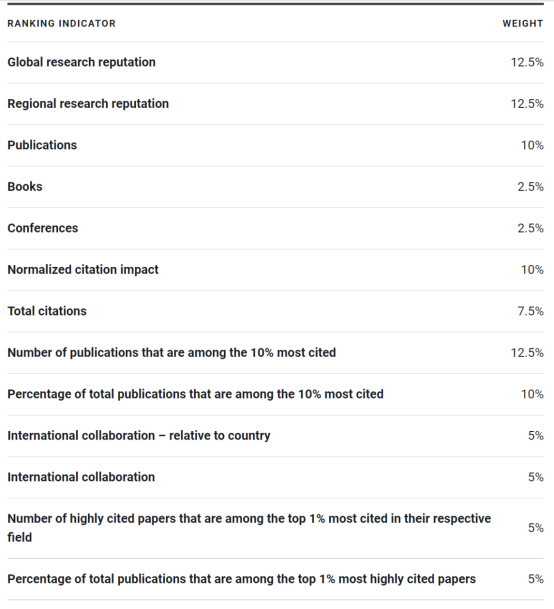 RANKING INDICATOR WEIGHT
Global research reputation 12.5%
Regional research reputation 12.5%
Publications 10%
Books 2.5%
Conferences 2.5%
Normalized citation impact 10%
Total citations 7.5%
Number of publications that are among the 10% most cited 12.5%
Percentage of total publications that are among the 10% most cited 10%
International collaboration – relative to country 5%
International collaboration 5%
Number of highly cited papers that are among the top 1% most cited in their respective
field 5%
Percentage of total publications that are among the top 1% most highly cited papers 5%